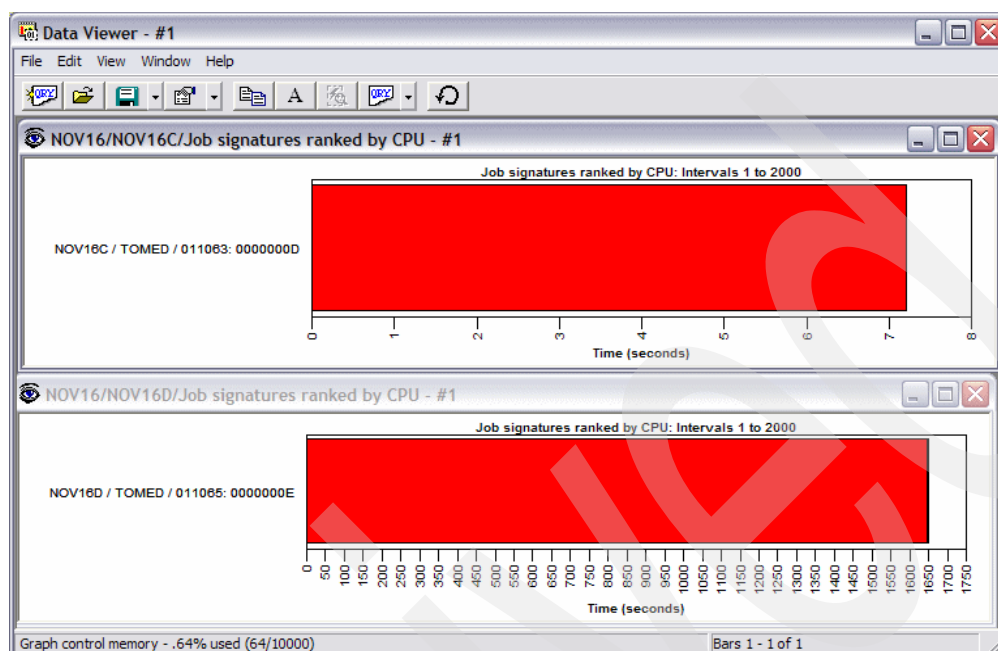 Data Viewer - #1
File Edit View Window Help
QRY A QRY
NOV16/NOV16C/Job signatures ranked by CPU - #1
Job signatures ranked by CPU: Intervals 1 to 2000
NOV16C / TOMED / 011063: 0000000D
0 1 2 3 4 5 6 7 8
Time (seconds)
NOV16/NOV16D/Job signatures ranked by CPU - #1
Job signatures ranked by CPU: Intervals 1 to 2000
NOV16D / TOMED / 011065: 0000000E
0 50 100 150 200 250 300 350 400 450 500 550 600 650 700 750 800 850 900 950 1000 1050 1100 1150 1200 1250 1300 1350 1400 1450 1500 1550 1600 1650 1700 1750
Time (seconds)
Graph control memory - .64% used (64/10000) Bars 1 - 1 of 1